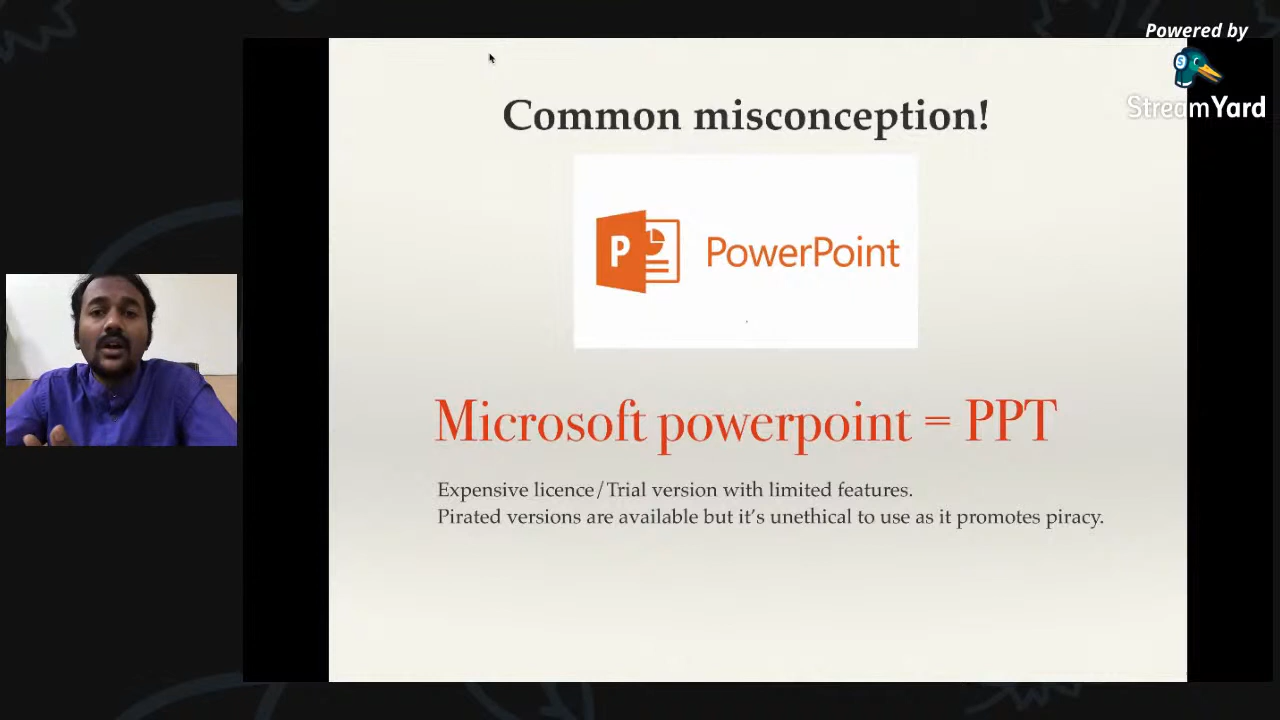 Powered by
S
StreamYard
Common misconception!
P
PowerPoint
Microsoft powerpoint = PPT
Expensive licence/Trial version with limited features.
Pirated versions are available but it's unethical to use as it promotes piracy.